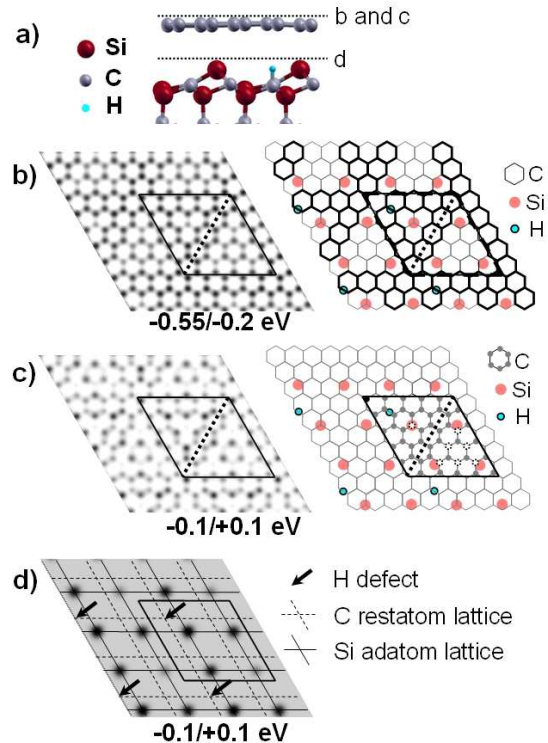 a)
b and c
d
Si
C
H
b)
C
Si
H
-0.55/-0.2 eV
c)
C
Si
H
-0.1/+0.1 eV
d)
H defect
C restatom lattice
Si adatom lattice
-0.1/+0.1 eV